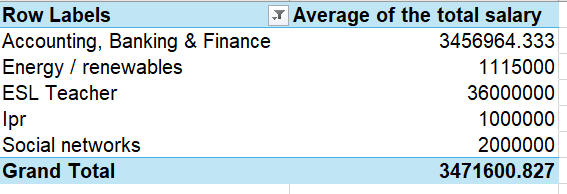 Row Labels Average of the total salary
Accounting, Banking & Finance 3456964.333
Energy / renewables 1115000
ESL Teacher 36000000
Ipr 1000000
Social networks 2000000
Grand Total 3471600.827